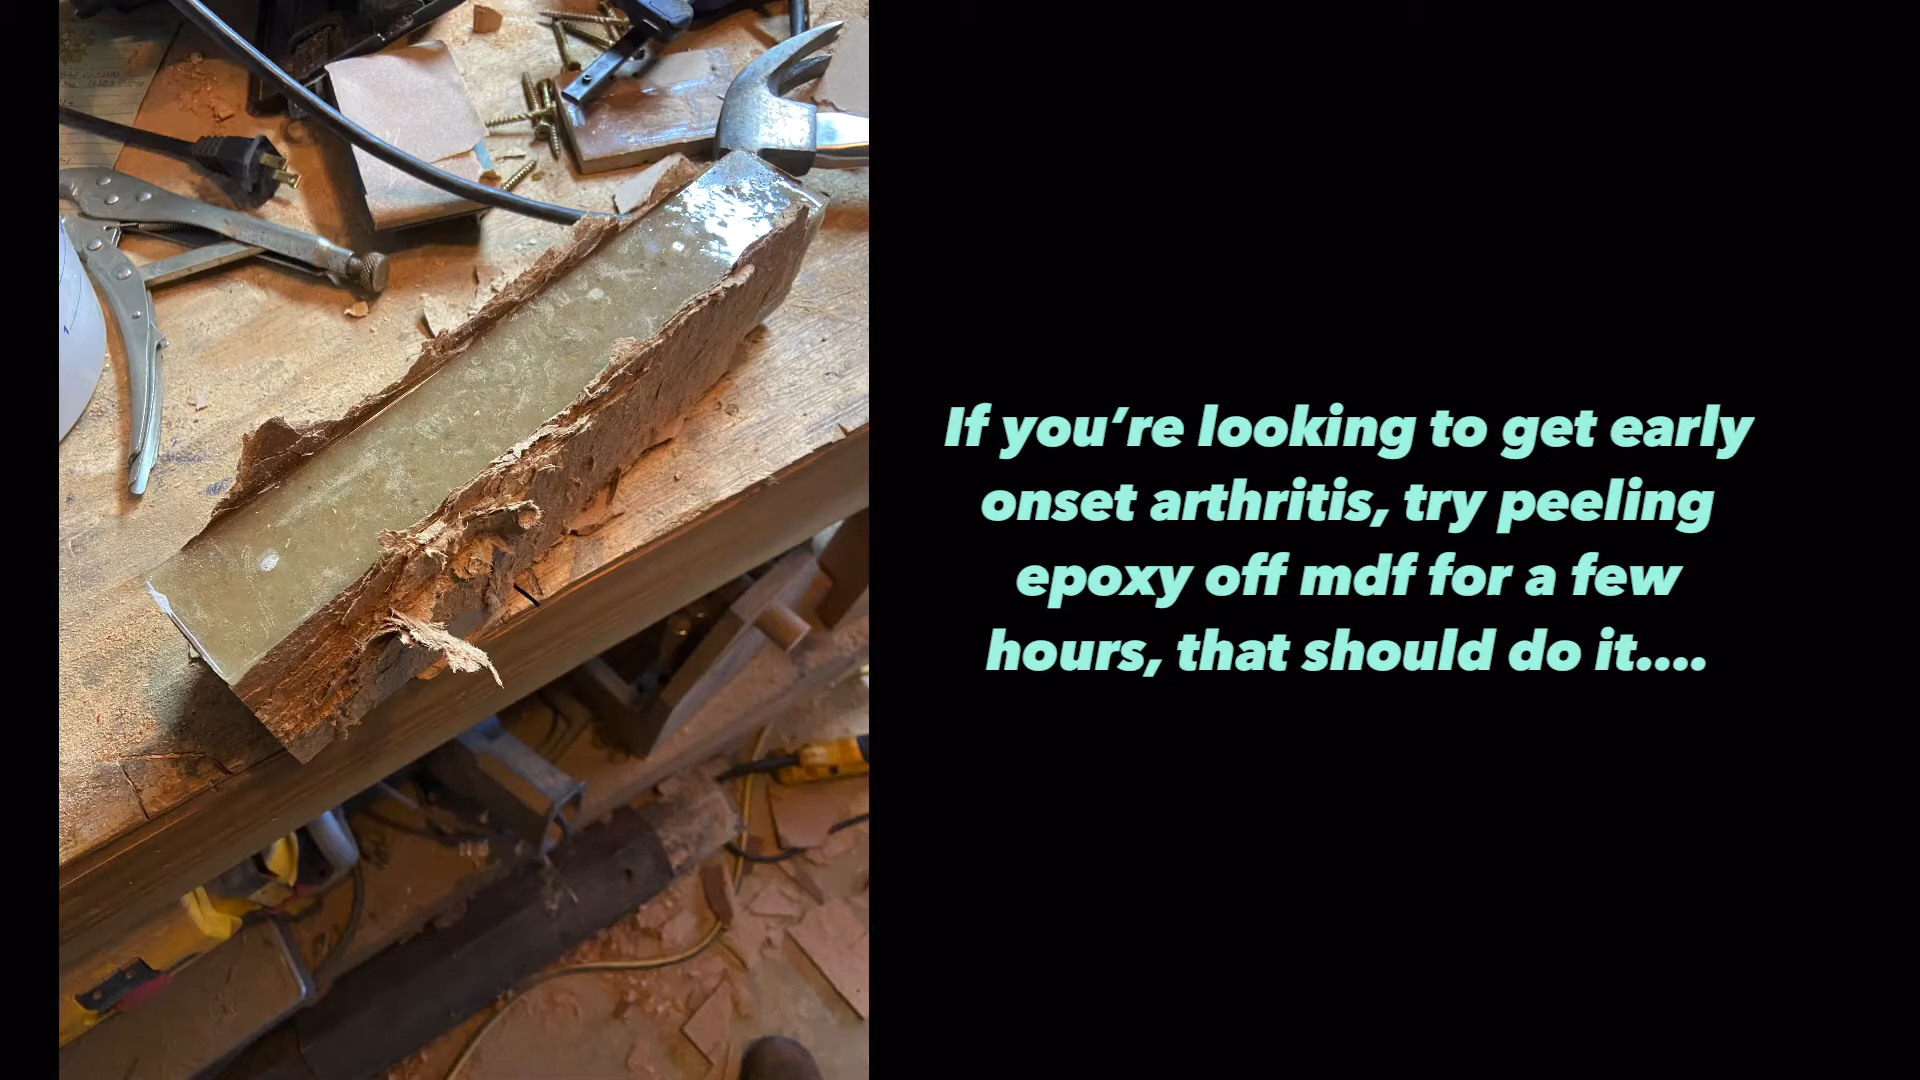 If you’re looking to get early
onset arthritis, try peeling
epoxy off mdf for a few
hours, that should do it....